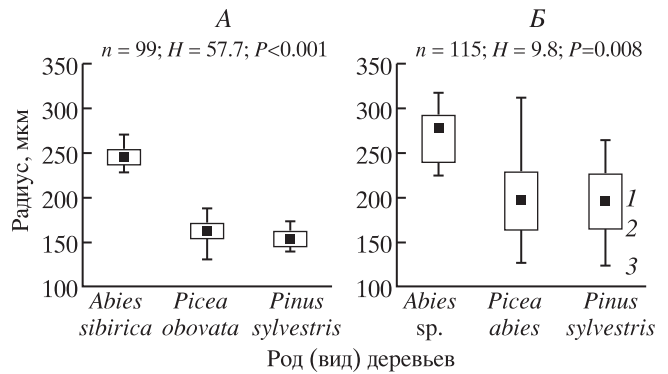 А
Б
n = 99; H = 57.7; P<0.001
n = 115; H = 9.8; P=0.008
Радиус, мкм
350
300
250
200
150
100
350
300
250
200
150
100
1
2
3
Abies
sibirica
Picea
obovata
Pinus
sylvestris
Abies
sp.
Picea
abies
Pinus
sylvestris
Род (вид) деревьев